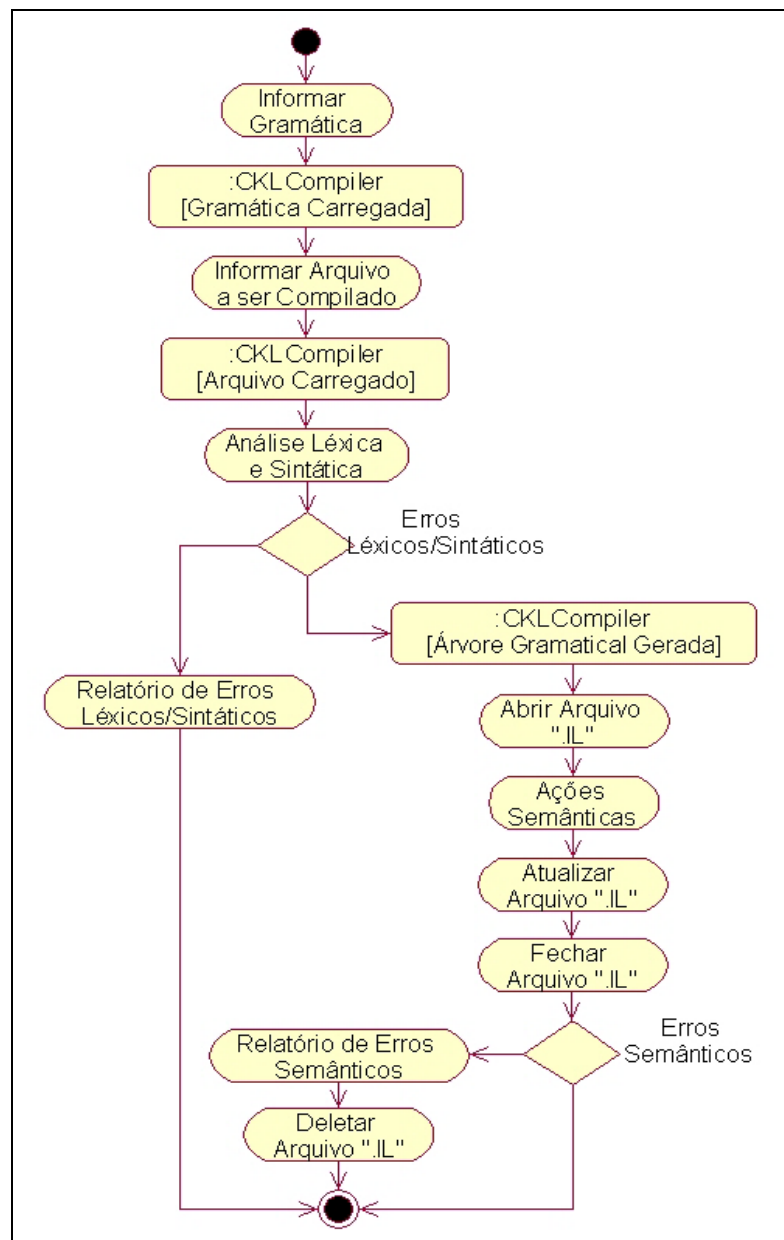 Informar
Gramática
:CKLCompiler
[Gramática Carregada]
Informar Arquivo
a ser Compilado
:CKLCompiler
[Arquivo Carregado]
Análise Léxica
e Sintática
Erros
Léxicos/Sintáticos
:CKLCompiler
[Árvore Gramatical Gerada]
Relatório de Erros
Léxicos/Sintáticos
Abrir Arquivo
".IL"
Ações
Semânticas
Atualizar
Arquivo ".IL"
Fechar
Arquivo ".IL"
Erros
Semânticos
Relatório de Erros
Semânticos
Deletar
Arquivo ".IL"